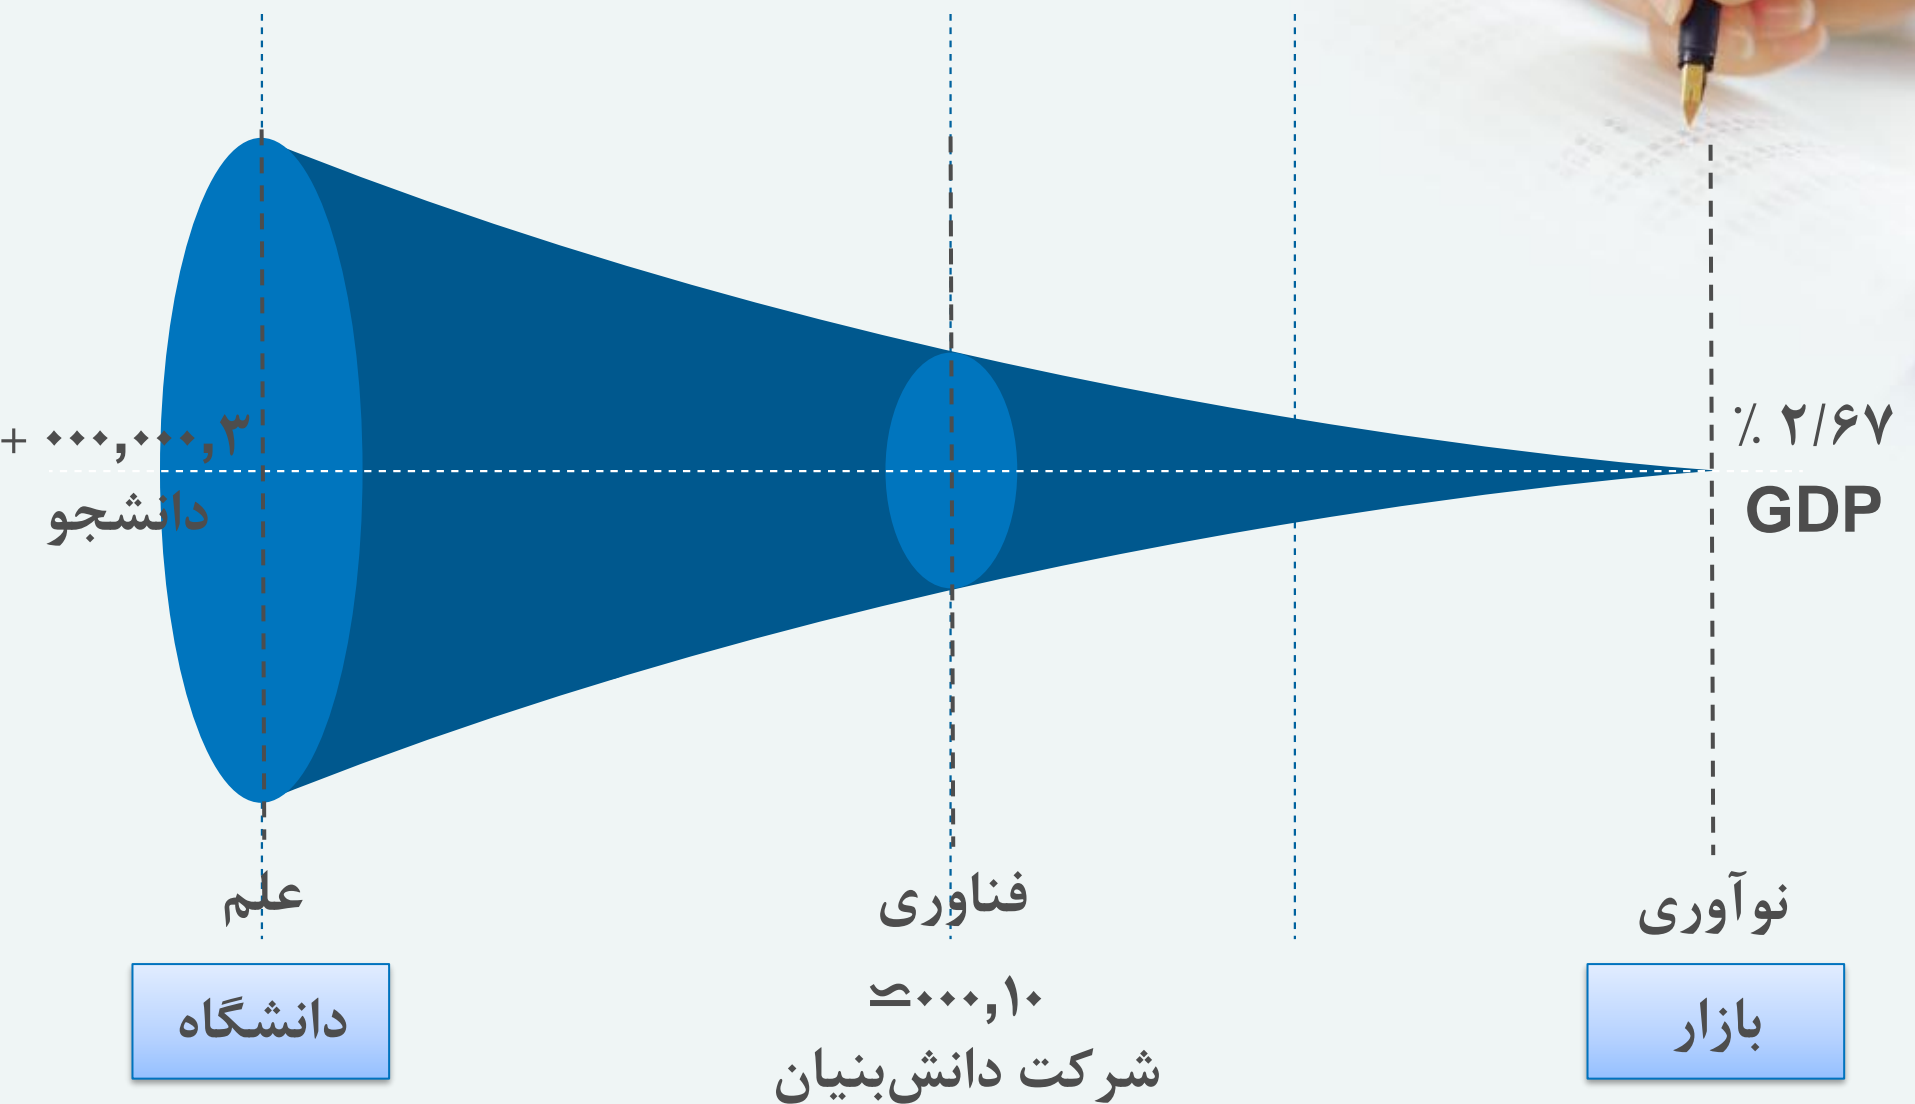 + ۰۰۰,۰۰۰,۳
دانشجو
٪ ۲/۶۷
GDP
علم
فناوری
نوآوری
دانشگاه
≃۰۰۰,۱۰
شرکت دانش‌بنیان
بازار